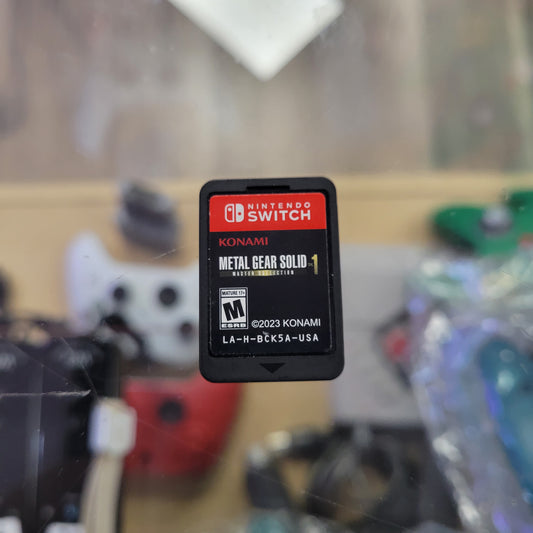 NINTENDO
SWITCH
KONAMI
METAL GEAR SOLID 1
MASTER COLLECTION
MATURE 17+
M
ESRB
©2023 KONAMI
LA-H-BCK5A-USA